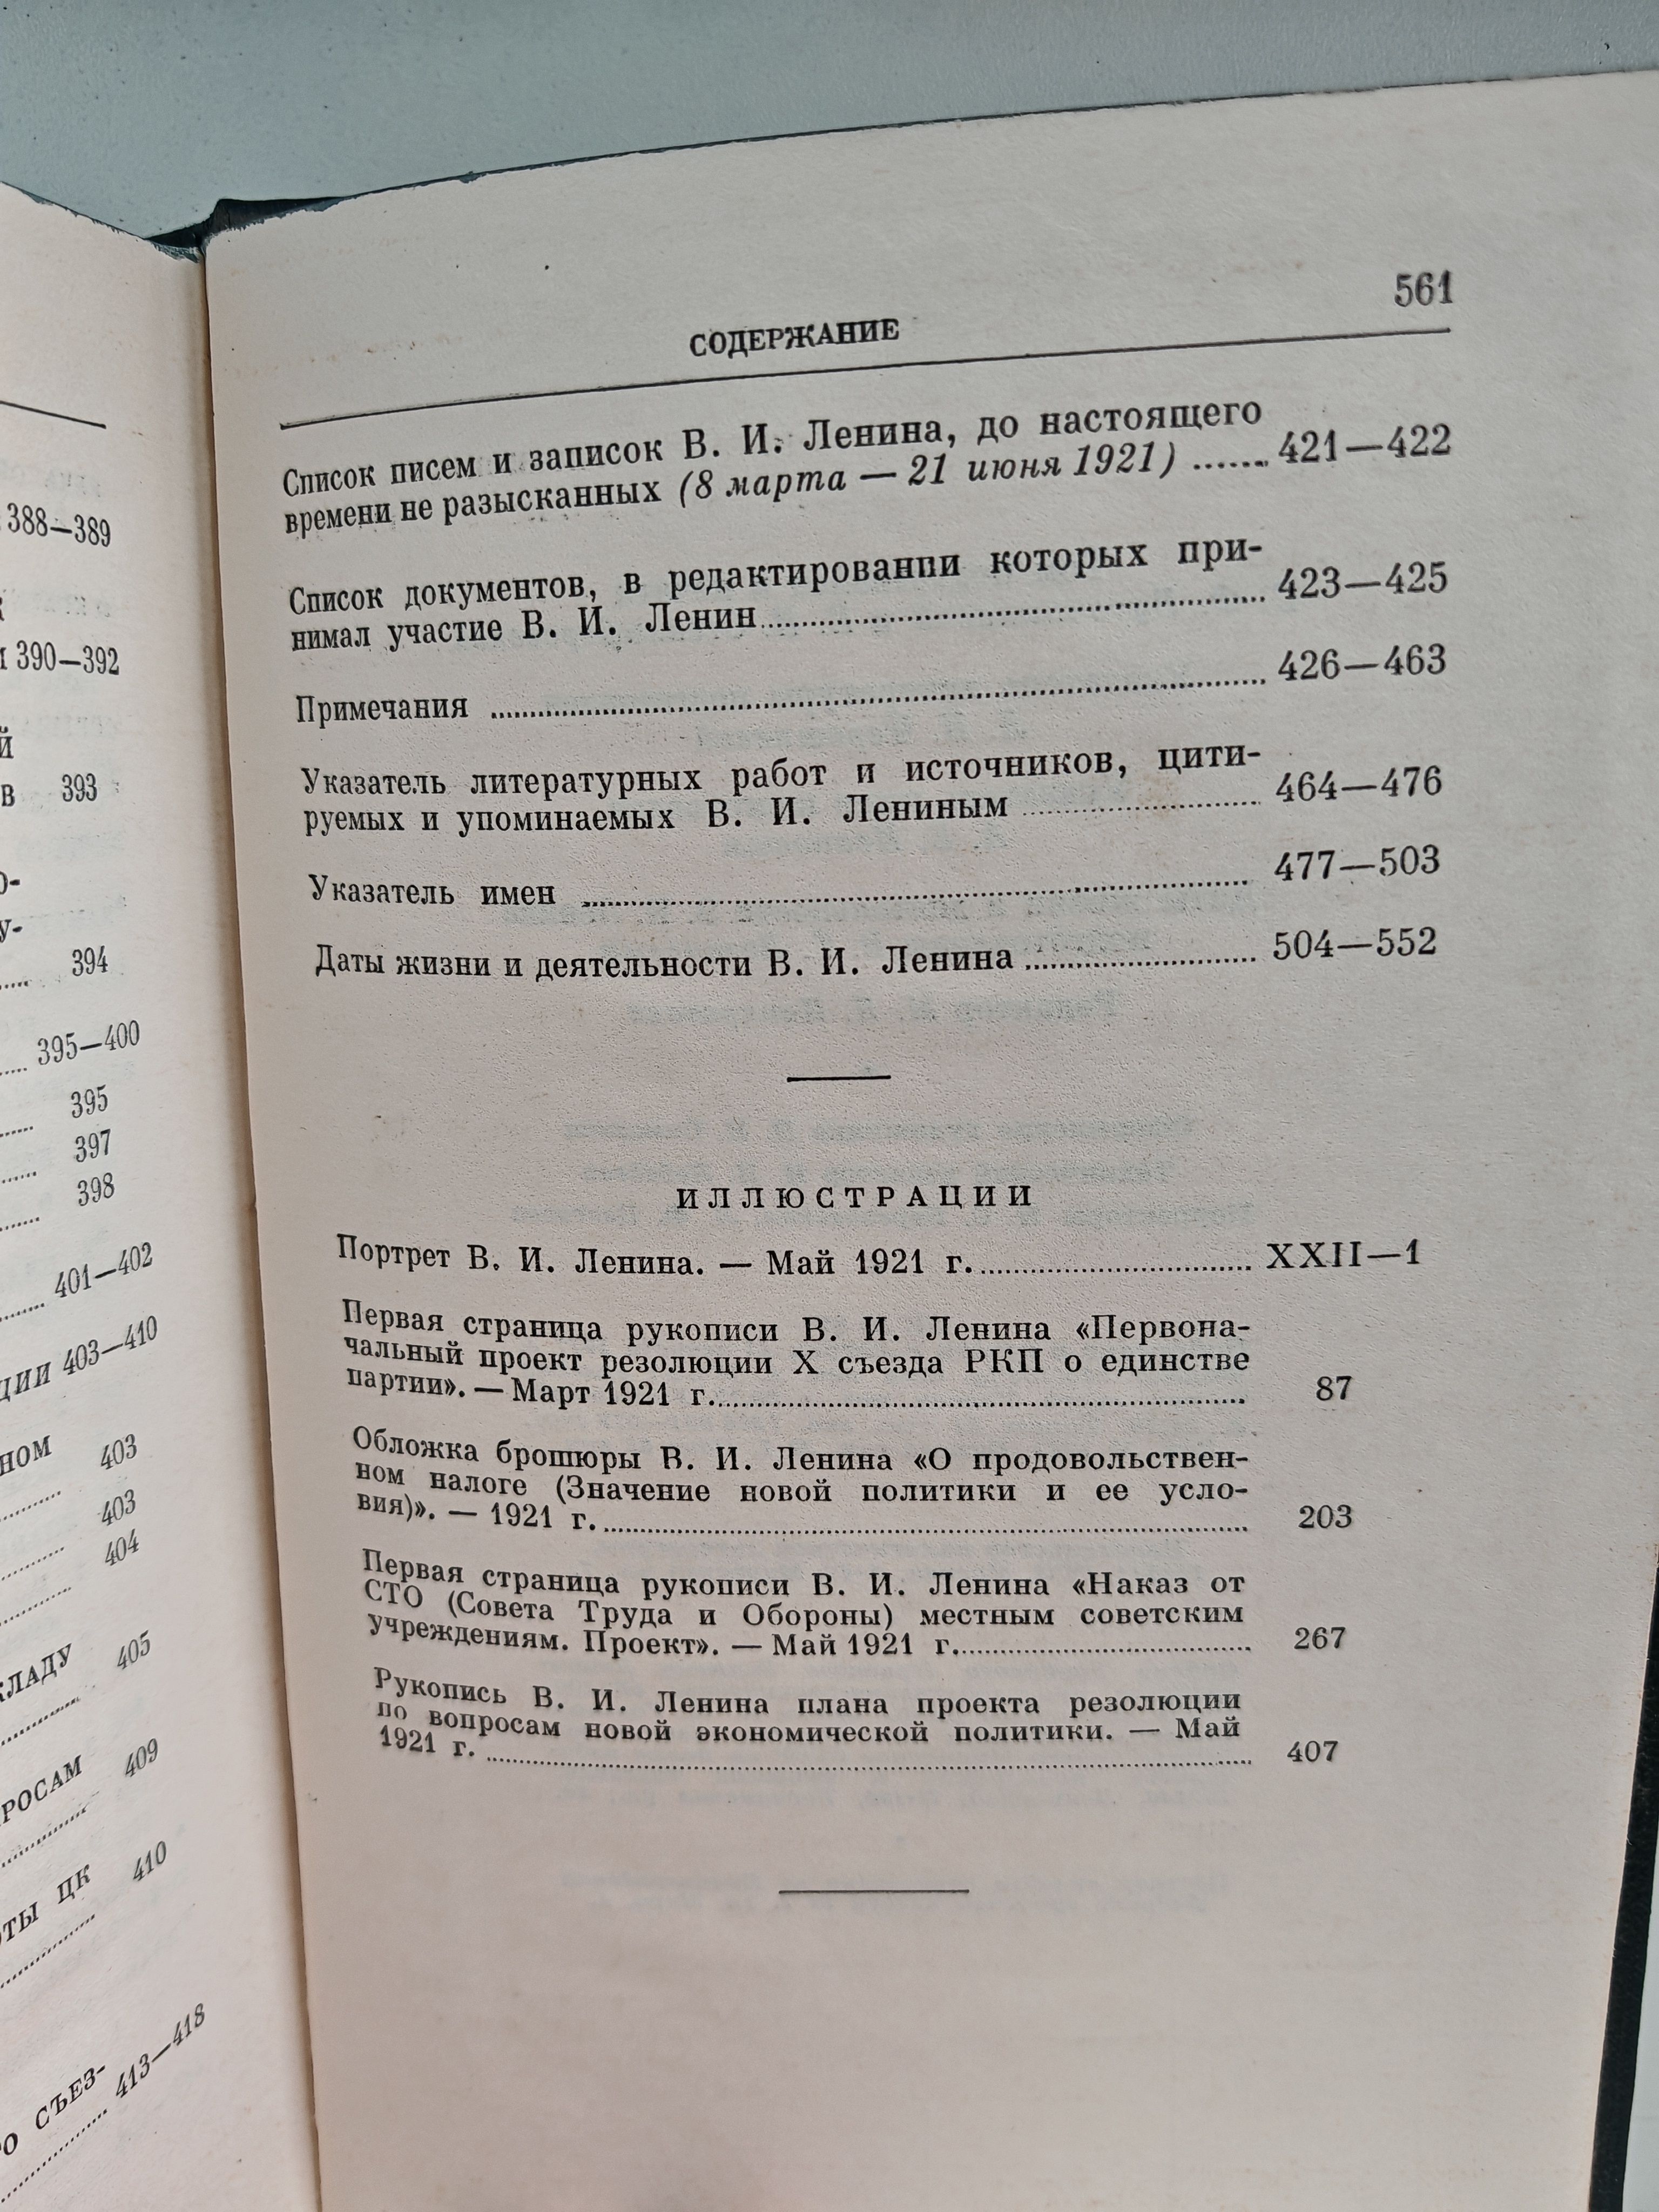 388—389
390—392
й
в 393
о-
у-
394
395—400
395
397
398
401—402
ции 403—410
ном 403
403
404
кладу 405
росам 409
оты ЦК 410
о съез-
413—418
561
СОДЕРЖАНИЕ
Список писем и записок В. И. Ленина, до настоящего
времени не разысканных (8 марта — 21 июня 1921) ...... 421—422
Список документов, в редактировании которых при-
нимал участие В. И. Ленин ...... 423—425
Примечания ...... 426—463
Указатель литературных работ и источников, цити-
руемых и упоминаемых В. И. Лениным ...... 464—476
Указатель имен ...... 477—503
Даты жизни и деятельности В. И. Ленина ...... 504—552
ИЛЛЮСТРАЦИИ
Портрет В. И. Ленина. — Май 1921 г. ...... XXII—1
Первая страница рукописи В. И. Ленина «Первона-
чальный проект резолюции X съезда РКП о единстве
партии». — Март 1921 г. ...... 87
Обложка брошюры В. И. Ленина «О продовольствен-
ном налоге (Значение новой политики и ее усло-
вия)». — 1921 г. ...... 203
Первая страница рукописи В. И. Ленина «Наказ от
СТО (Совета Труда и Обороны) местным советским
учреждениям. Проект». — Май 1921 г. ...... 267
Рукопись В. И. Ленина плана проекта резолюции
по вопросам новой экономической политики. — Май
1921 г. ...... 407